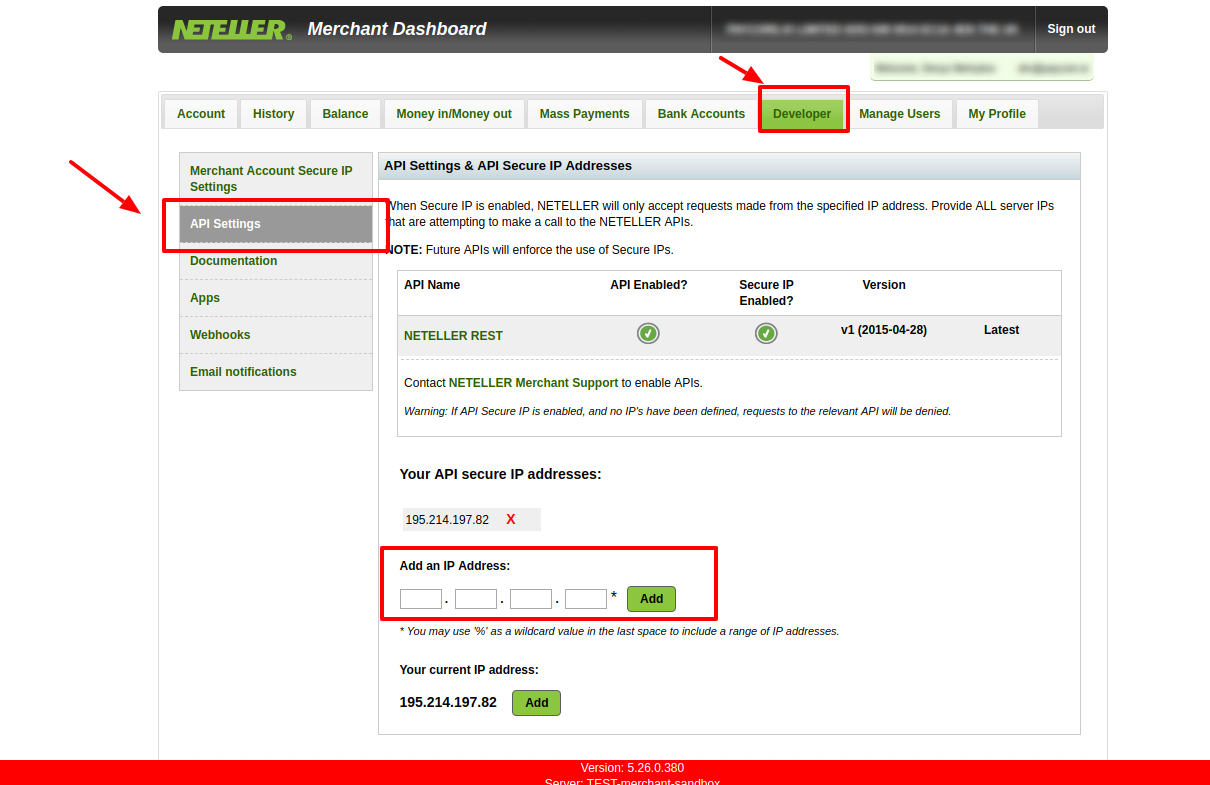 NETELLER® Merchant Dashboard
Sign out
Account History Balance Money in/Money out Mass Payments Bank Accounts Developer Manage Users My Profile
Merchant Account Secure IP
Settings
API Settings
Documentation
Apps
Webhooks
Email notifications
API Settings & API Secure IP Addresses
When Secure IP is enabled, NETELLER will only accept requests made from the specified IP address. Provide ALL server IPs
that are attempting to make a call to the NETELLER APIs.
NOTE: Future APIs will enforce the use of Secure IPs.
API Name API Enabled? Secure IP Version
Enabled?
NETELLER REST v1 (2015-04-28) Latest
Contact NETELLER Merchant Support to enable APIs.
Warning: If API Secure IP is enabled, and no IP's have been defined, requests to the relevant API will be denied.
Your API secure IP addresses:
195.214.197.82 X
Add an IP Address:
. . . * Add
* You may use '%' as a wildcard value in the last space to include a range of IP addresses.
Your current IP address:
195.214.197.82 Add
Version: 5.26.0.380
Server: TEST-merchant-sandbox